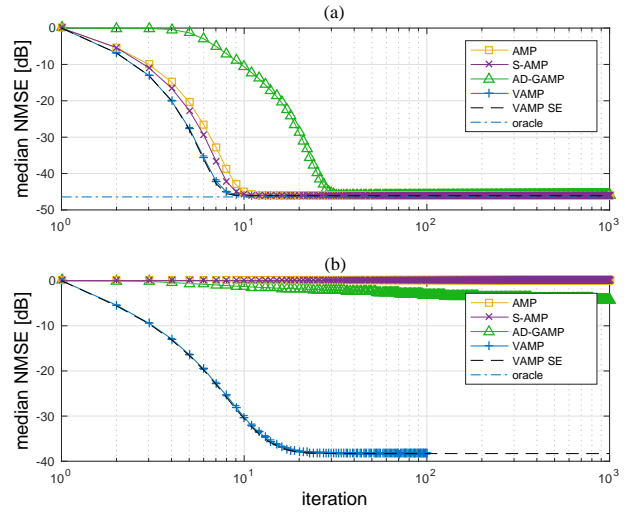 (a)
median NMSE [dB]
0
-10
-20
-30
-40
-50
10^0
10^1
10^2
10^3
AMP
S-AMP
AD-GAMP
VAMP
VAMP SE
oracle
(b)
median NMSE [dB]
0
-10
-20
-30
-40
10^0
10^1
10^2
10^3
AMP
S-AMP
AD-GAMP
VAMP
VAMP SE
oracle
iteration